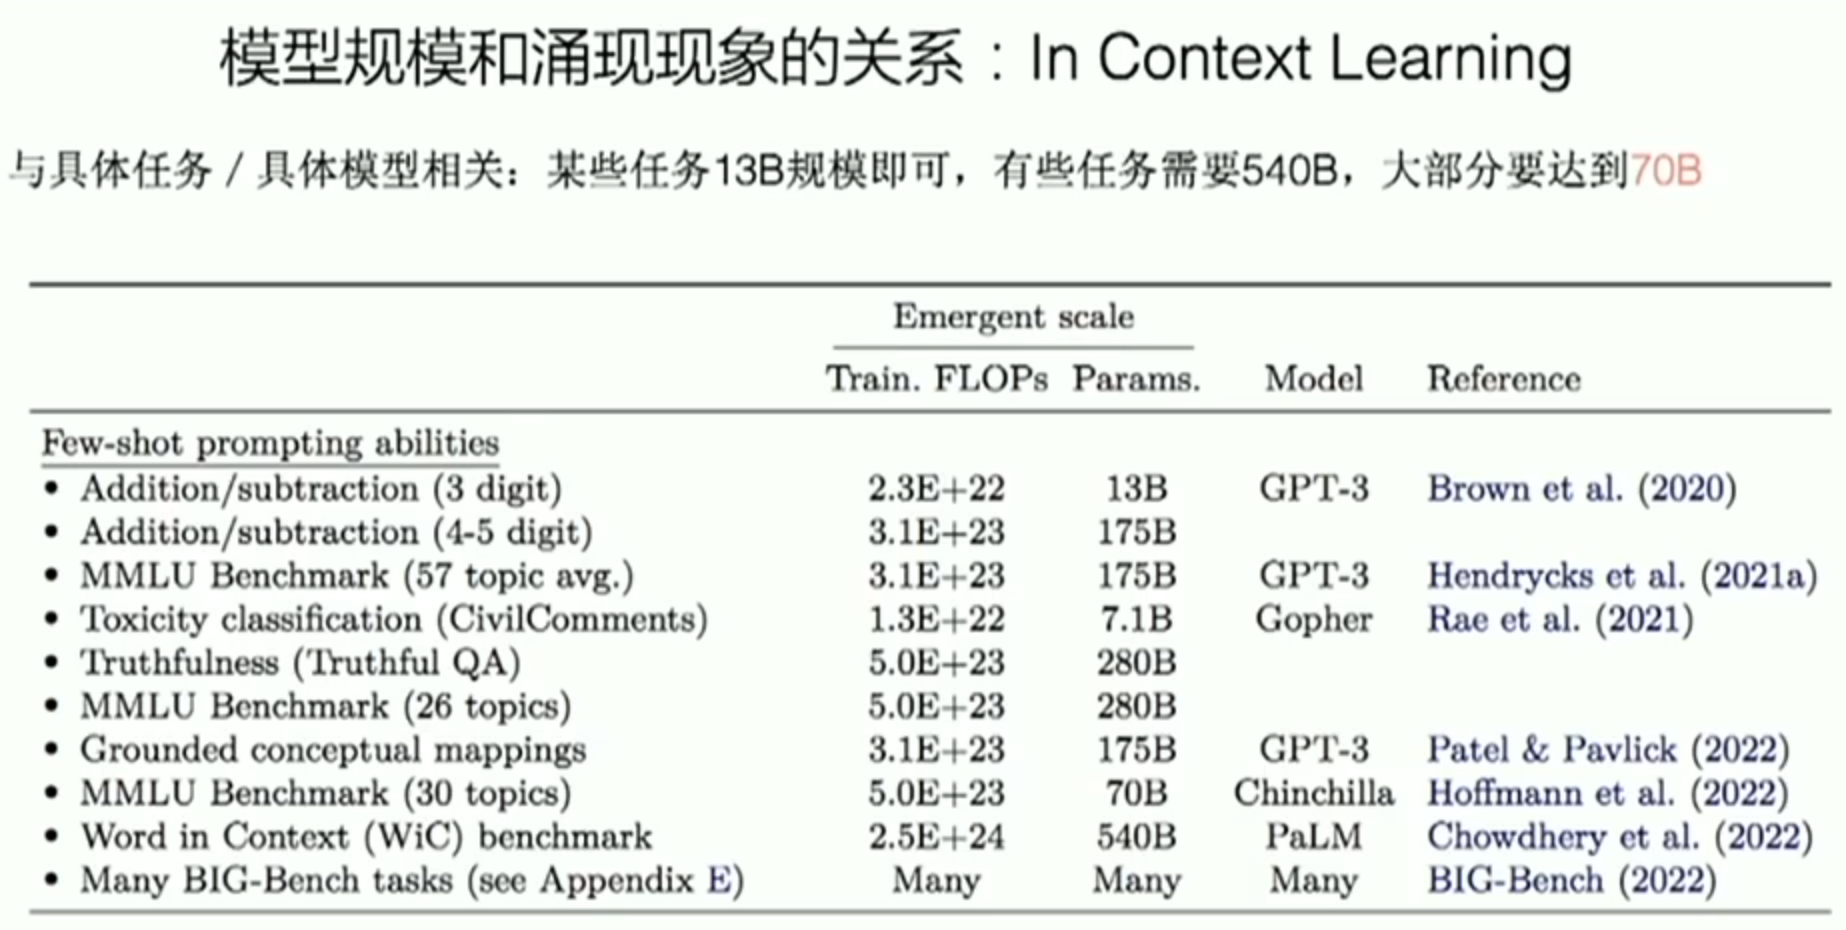 模型规模和涌现现象的关系：In Context Learning
与具体任务 / 具体模型相关：某些任务13B规模即可，有些任务需要540B，大部分要达到70B
Emergent scale
Train. FLOPs Params. Model Reference
Few-shot prompting abilities
• Addition/subtraction (3 digit) 2.3E+22 13B GPT-3 Brown et al. (2020)
• Addition/subtraction (4-5 digit) 3.1E+23 175B
• MMLU Benchmark (57 topic avg.) 3.1E+23 175B GPT-3 Hendrycks et al. (2021a)
• Toxicity classification (CivilComments) 1.3E+22 7.1B Gopher Rae et al. (2021)
• Truthfulness (Truthful QA) 5.0E+23 280B
• MMLU Benchmark (26 topics) 5.0E+23 280B
• Grounded conceptual mappings 3.1E+23 175B GPT-3 Patel & Pavlick (2022)
• MMLU Benchmark (30 topics) 5.0E+23 70B Chinchilla Hoffmann et al. (2022)
• Word in Context (WiC) benchmark 2.5E+24 540B PaLM Chowdhery et al. (2022)
• Many BIG-Bench tasks (see Appendix E) Many Many Many BIG-Bench (2022)